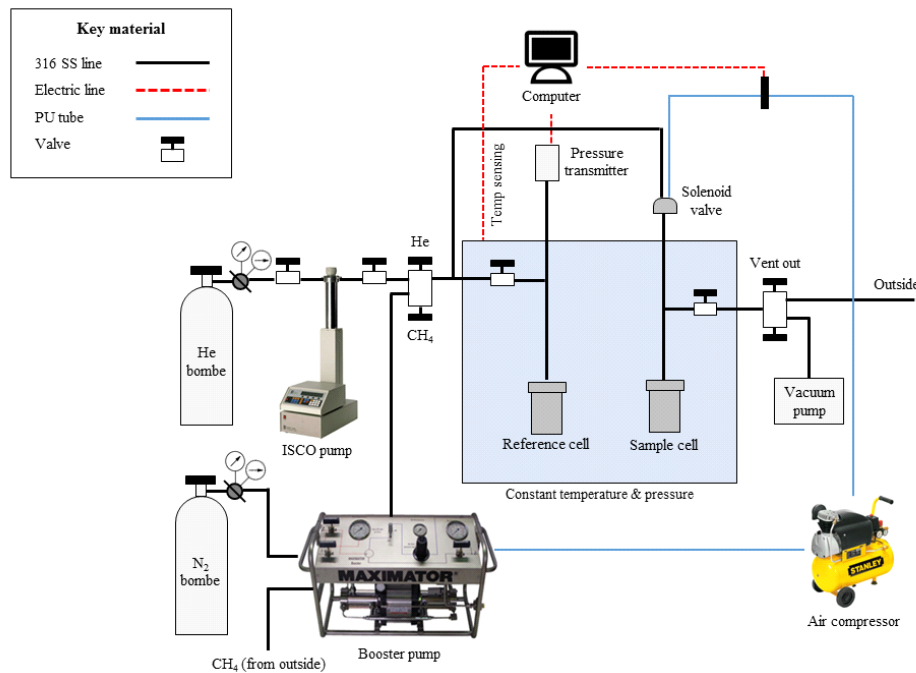 Key material
316 SS line
Electric line
PU tube
Valve
Computer
Temp sensing
Pressure
transmitter
Solenoid
valve
He
CH₄
Vent out
Outside
He
bombe
ISCO pump
Reference cell
Sample cell
Vacuum
pump
Constant temperature & pressure
N₂
bombe
MAXIMATOR®
STANLEY
Booster pump
Air compressor
CH₄ (from outside)